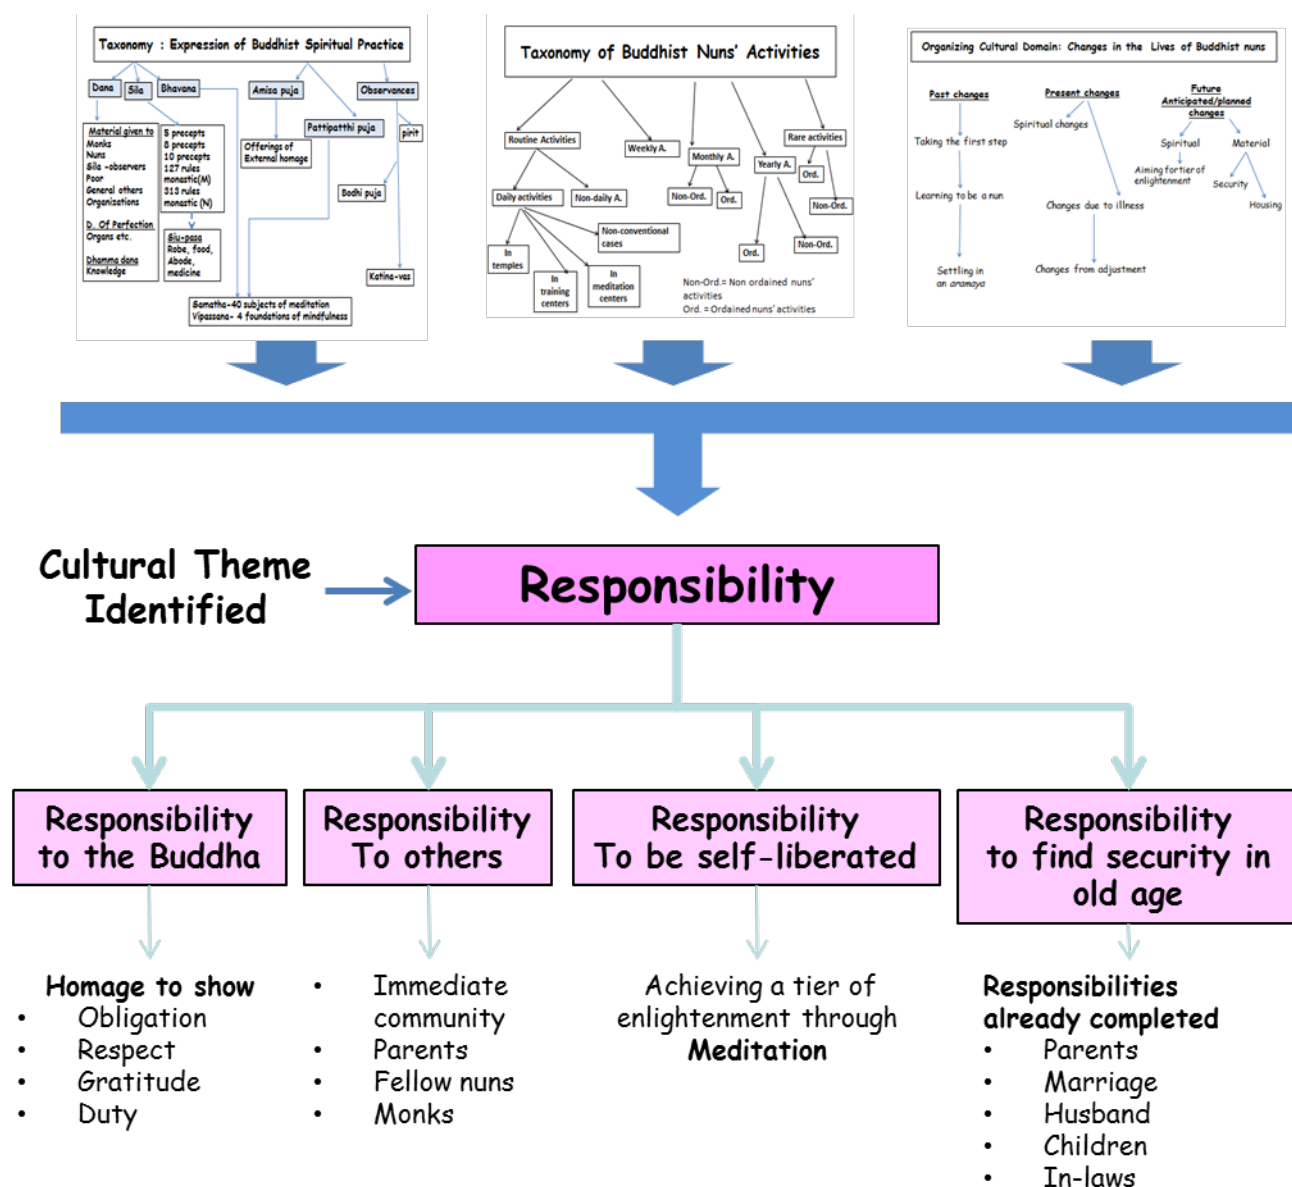 Taxonomy : Expression of Buddhist Spiritual Practice
Dana
Sila
Bhavana
Amisa puja
Observances
Pattipatthi puja
pirit
Material given to
Monks
Nuns
Sila -observers
Poor
General others
Organizations
D. Of Perfection
Organs etc.
Dhamma dana
Knowledge
5 precepts
8 precepts
10 precepts
127 rules
monastic(M)
313 rules
monastic (N)
Siu-pasa
Robe, food,
Abode,
medicine
Offerings of
External homage
Bodhi puja
Katina-vas
Samatha-40 subjects of meditation
Vipassana- 4 foundations of mindfulness
Taxonomy of Buddhist Nuns’ Activities
Routine Activities
Weekly A.
Monthly A.
Yearly A.
Rare activities
Daily activities
Non-daily A.
Non-Ord.
Ord.
Ord.
Non-Ord.
Ord.
Non-Ord.
Non-conventional
cases
In
temples
In
training
centers
In
meditation
centers
Non-Ord.= Non ordained nuns’
activities
Ord. = Ordained nuns’ activities
Organizing Cultural Domain: Changes in the Lives of Buddhist nuns
Past changes
Present changes
Future
Anticipated/planned
changes
Taking the first step
Learning to be a nun
Settling in
an aramaya
Spiritual changes
Changes due to illness
Changes from adjustment
Spiritual
Material
Aiming fortier of
enlightenment
Security
Housing
Cultural Theme
Identified
Responsibility
Responsibility
to the Buddha
Responsibility
To others
Responsibility
To be self-liberated
Responsibility
to find security in
old age
Homage to show
• Obligation
• Respect
• Gratitude
• Duty
• Immediate
community
• Parents
• Fellow nuns
• Monks
Achieving a tier of
enlightenment through
Meditation
Responsibilities
already completed
• Parents
• Marriage
• Husband
• Children
• In-laws